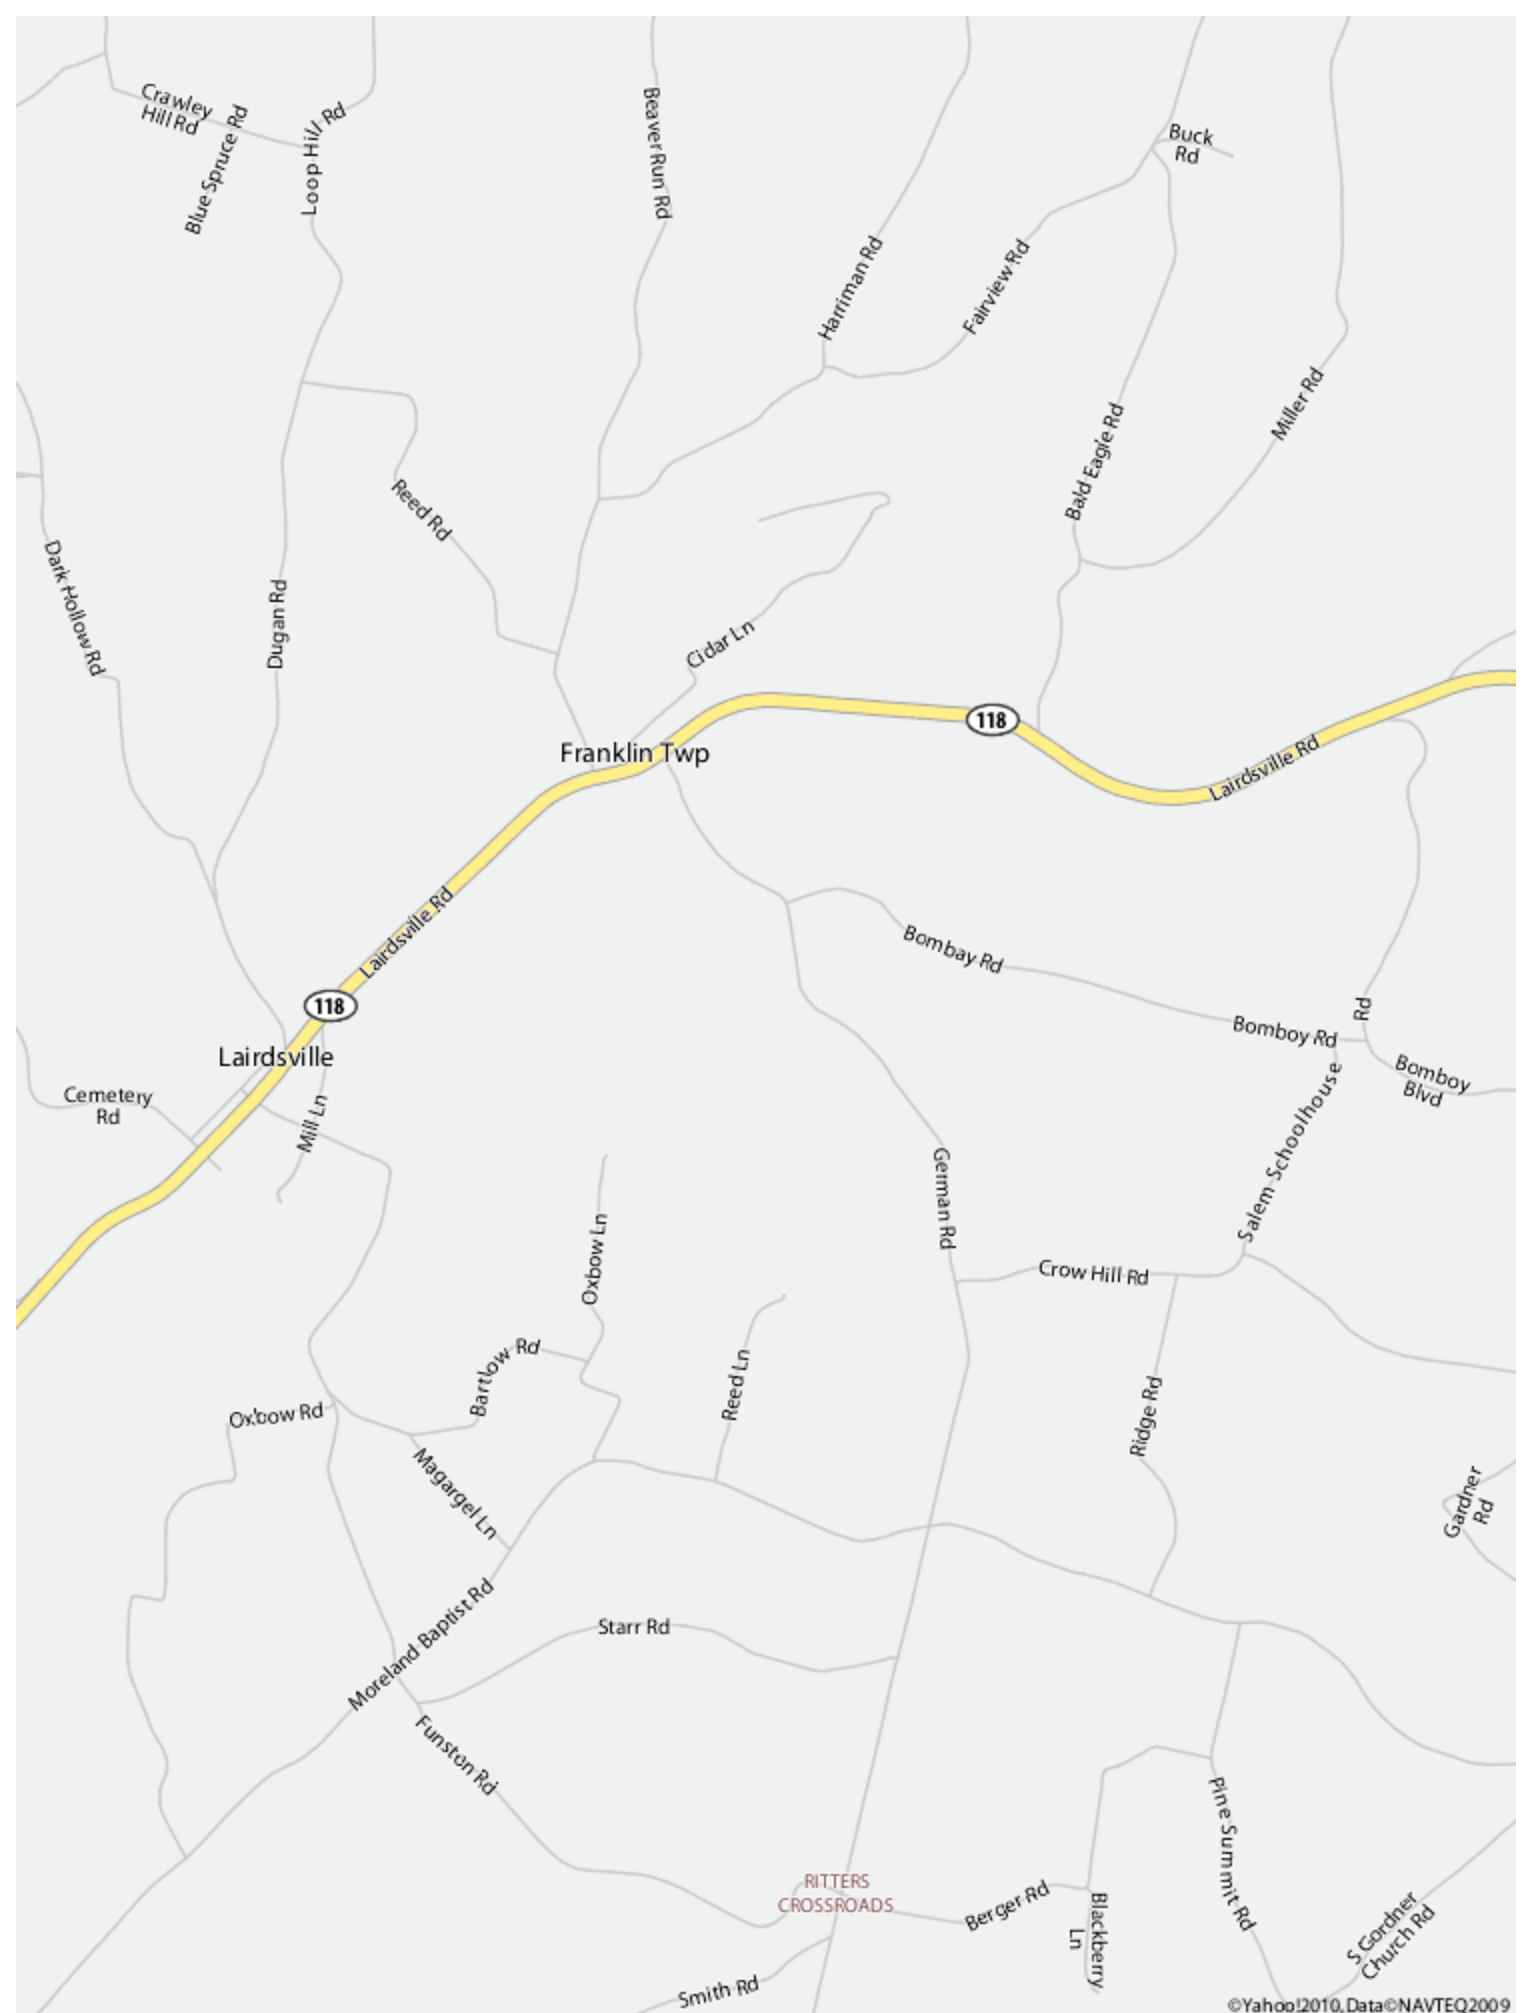 Crawley
Hill Rd
Blue Spruce Rd
Loop Hill Rd
Beaver Run Rd
Buck
Rd
Harriman Rd
Fairview Rd
Miller Rd
Bald Eagle Rd
Reed Rd
Dark Hollow Rd
Dugan Rd
Cidar Ln
118
Franklin Twp
Lairdsville Rd
Lairdsville Rd
Bombay Rd
118
Rd
Bomboy Rd
Lairdsville
Bomboy
Blvd
Cemetery
Rd
Mill Ln
Salem Schoolhouse
German Rd
Oxbow Ln
Crow Hill Rd
Bartlow Rd
Reed Ln
Ridge Rd
Oxbow Rd
Magargel Ln
Gardner
Rd
Moreland Baptist Rd
Starr Rd
Funston Rd
Pine Summit Rd
RITTERS
CROSSROADS
Berger Rd
Blackberry
Ln
S Gordner
Church Rd
Smith Rd
©Yahoo!2010, Data©NAVTEQ2009